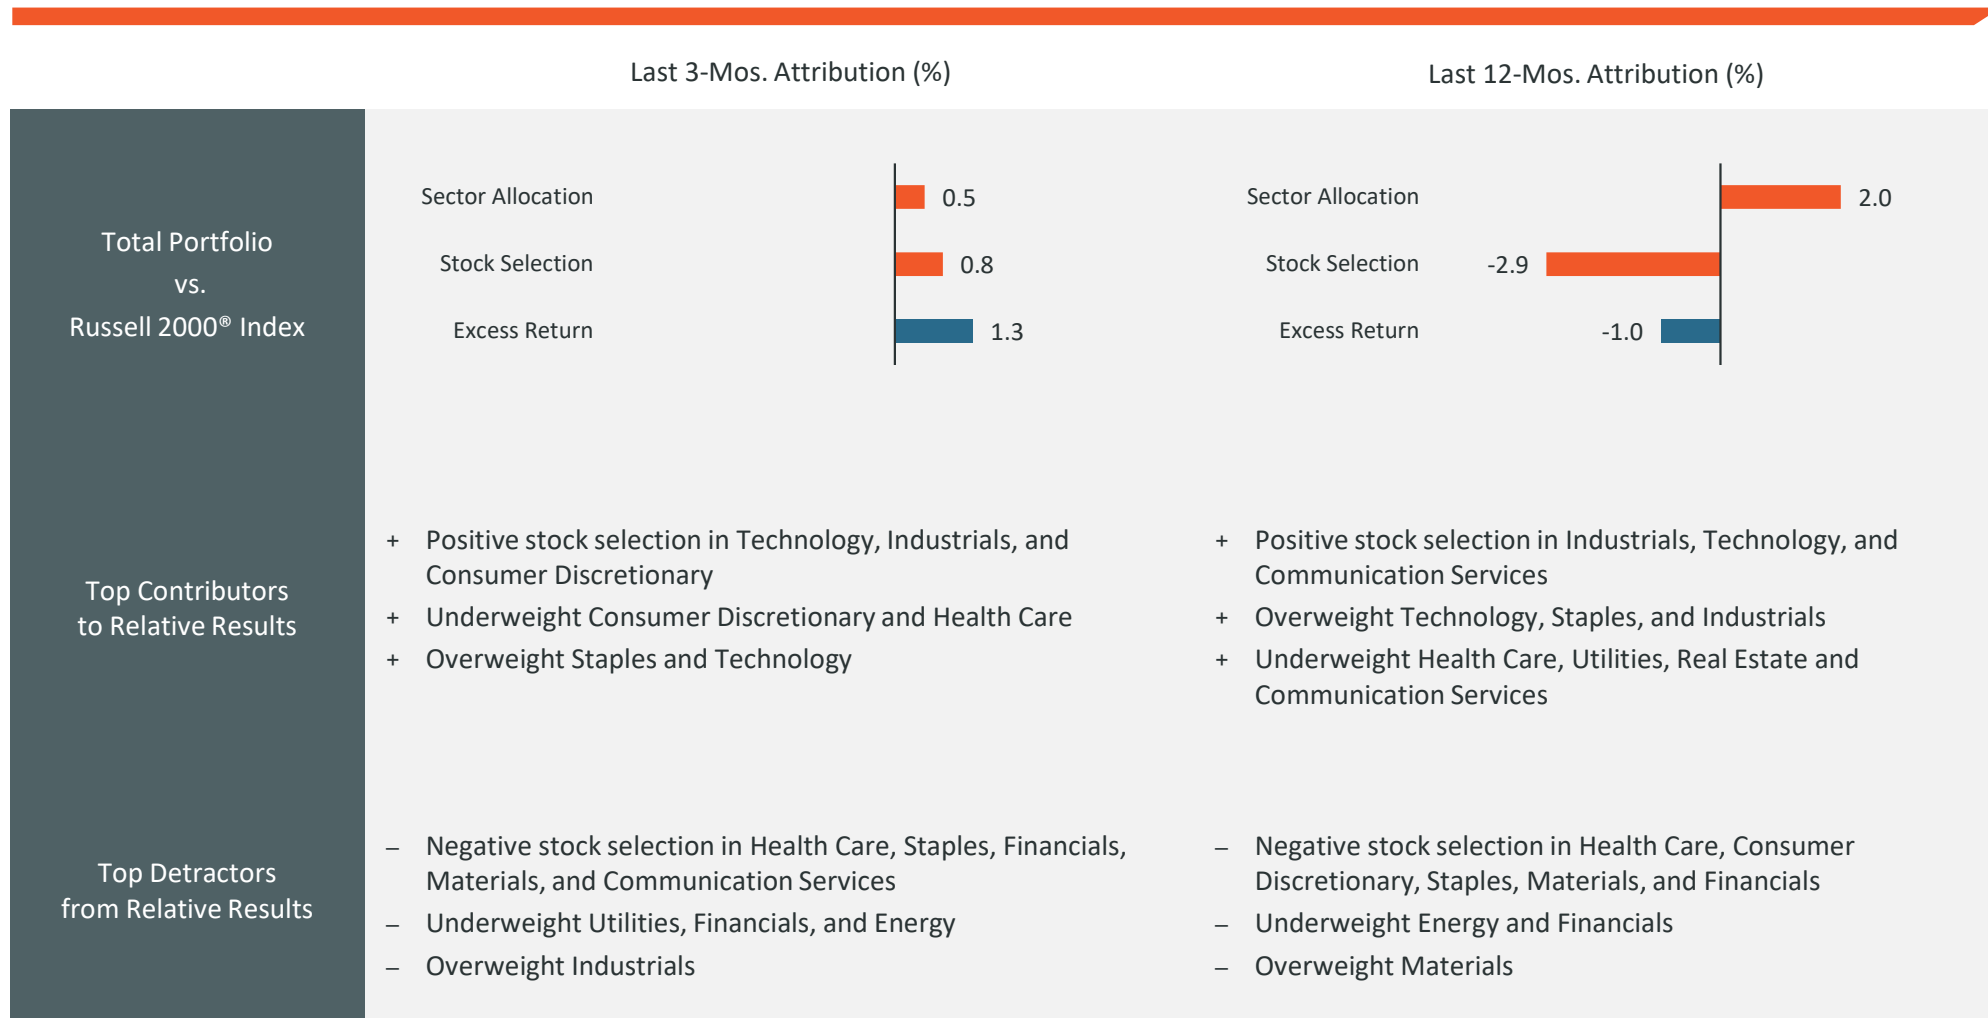 Last 3-Mos. Attribution (%)
Last 12-Mos. Attribution (%)
Total Portfolio
vs.
Russell 2000® Index
Sector Allocation
0.5
Stock Selection
0.8
Excess Return
1.3
Sector Allocation
2.0
Stock Selection
-2.9
Excess Return
-1.0
Top Contributors
to Relative Results
+ Positive stock selection in Technology, Industrials, and
Consumer Discretionary
+ Underweight Consumer Discretionary and Health Care
+ Overweight Staples and Technology
+ Positive stock selection in Industrials, Technology, and
Communication Services
+ Overweight Technology, Staples, and Industrials
+ Underweight Health Care, Utilities, Real Estate and
Communication Services
Top Detractors
from Relative Results
– Negative stock selection in Health Care, Staples, Financials,
Materials, and Communication Services
– Underweight Utilities, Financials, and Energy
– Overweight Industrials
– Negative stock selection in Health Care, Consumer
Discretionary, Staples, Materials, and Financials
– Underweight Energy and Financials
– Overweight Materials